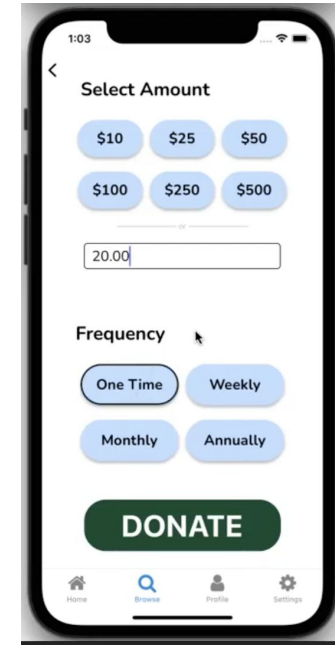 1:03
Select Amount
$10 $25 $50
$100 $250 $500
or
20.00
Frequency
One Time Weekly
Monthly Annually
DONATE
Home Browse Profile Settings